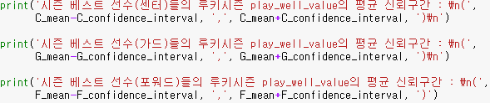 print('시즌 베스트 선수(센터)들의 루키시즌 play_well_value의 평균 신뢰구간 : ₩n(',
C_mean-C_confidence_interval, ',', C_mean+C_confidence_interval, ')₩n')
print('시즌 베스트 선수(가드)들의 루키시즌 play_well_value의 평균 신뢰구간 : ₩n(',
G_mean-G_confidence_interval, ',', G_mean+G_confidence_interval, ')₩n')
print('시즌 베스트 선수(포워드)들의 루키시즌 play_well_value의 평균 신뢰구간 : ₩n(',
F_mean-F_confidence_interval, ',', F_mean+F_confidence_interval, ')')